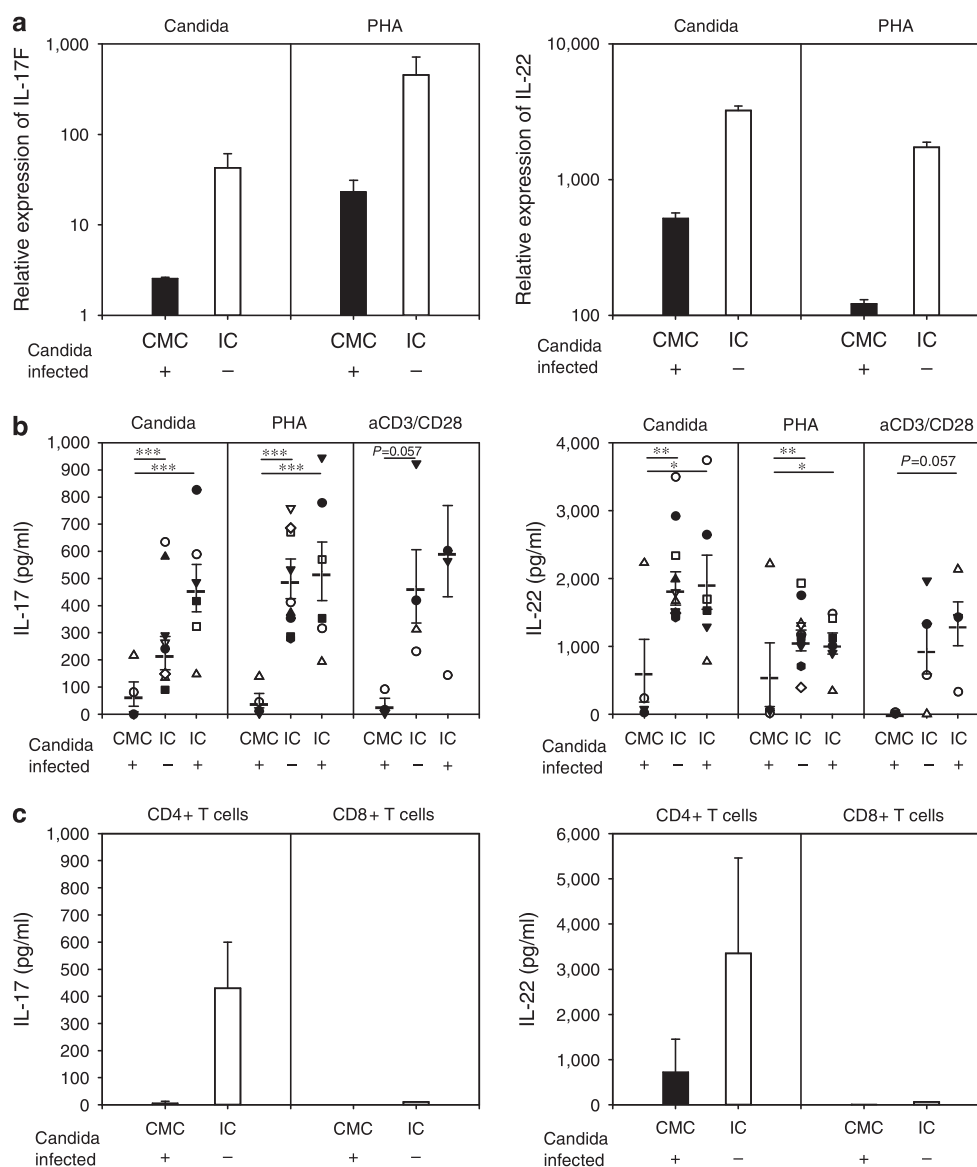 a
Candida PHA
Relative expression of IL-17F
1,000
100
10
1
CMC IC CMC IC
Candida
infected + − + −
Candida PHA
Relative expression of IL-22
10,000
1,000
100
CMC IC CMC IC
Candida
infected + − + −
b
Candida PHA aCD3/CD28
IL-17 (pg/ml)
1,000
900
800
700
600
500
400
300
200
100
0
*** *** P=0.057
*** ***
CMC IC IC CMC IC IC CMC IC IC
Candida
infected + − + + − + + − +
Candida PHA aCD3/CD28
IL-22 (pg/ml)
4,000
3,000
2,000
1,000
0
** ** P=0.057
* *
CMC IC IC CMC IC IC CMC IC IC
Candida
infected + − + + − + + − +
c
CD4+ T cells CD8+ T cells
IL-17 (pg/ml)
1,000
900
800
700
600
500
400
300
200
100
0
CMC IC CMC IC
Candida
infected + − + −
CD4+ T cells CD8+ T cells
IL-22 (pg/ml)
6,000
5,000
4,000
3,000
2,000
1,000
0
CMC IC CMC IC
Candida
infected + − + −